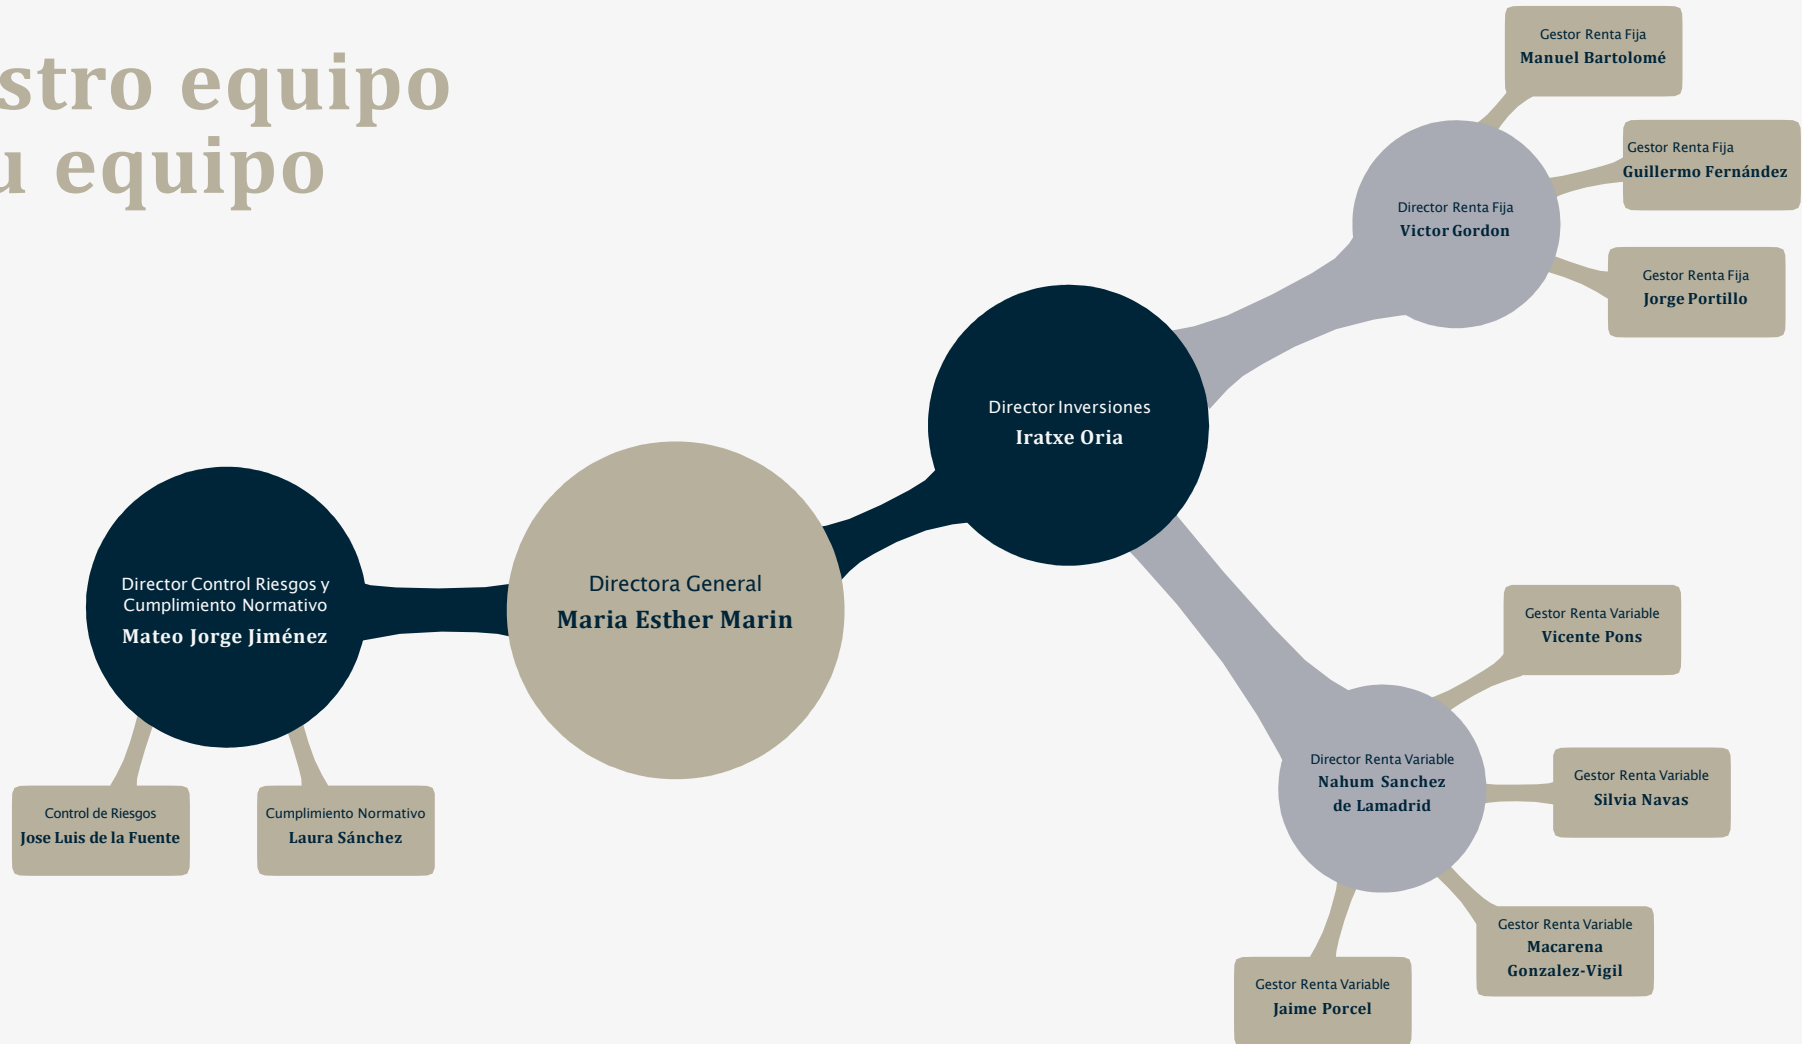 stro equipo
u equipo
Gestor Renta Fija
Manuel Bartolomé
Gestor Renta Fija
Guillermo Fernández
Director Renta Fija
Victor Gordon
Gestor Renta Fija
Jorge Portillo
Director Inversiones
Iratxe Oria
Director Control Riesgos y
Cumplimiento Normativo
Mateo Jorge Jiménez
Directora General
Maria Esther Marin
Gestor Renta Variable
Vicente Pons
Director Renta Variable
Nahum Sanchez
de Lamadrid
Gestor Renta Variable
Silvia Navas
Control de Riesgos
Jose Luis de la Fuente
Cumplimiento Normativo
Laura Sánchez
Gestor Renta Variable
Macarena
Gonzalez-Vigil
Gestor Renta Variable
Jaime Porcel